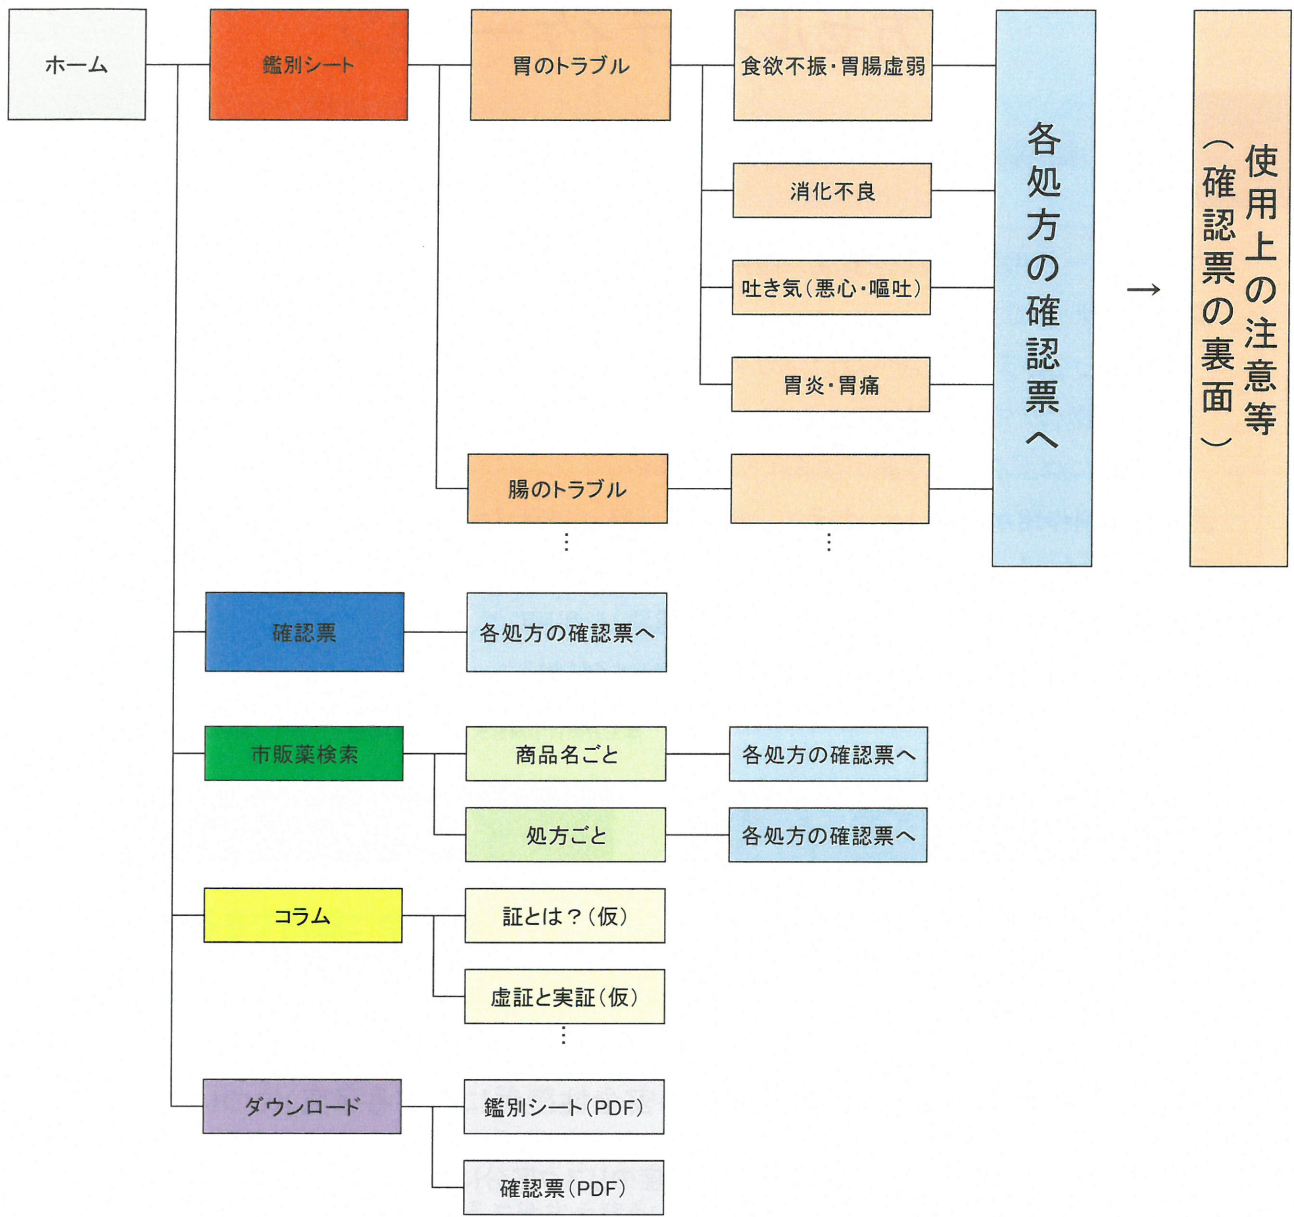 ホーム
鑑別シート
胃のトラブル
食欲不振・胃腸虚弱
消化不良
吐き気(悪心・嘔吐)
胃炎・胃痛
腸のトラブル
⋮
⋮
各処方の確認票へ
→
使用上の注意等
(確認票の裏面)
確認票
各処方の確認票へ
市販薬検索
商品名ごと
各処方の確認票へ
処方ごと
各処方の確認票へ
コラム
証とは?(仮)
虚証と実証(仮)
⋮
ダウンロード
鑑別シート(PDF)
確認票(PDF)